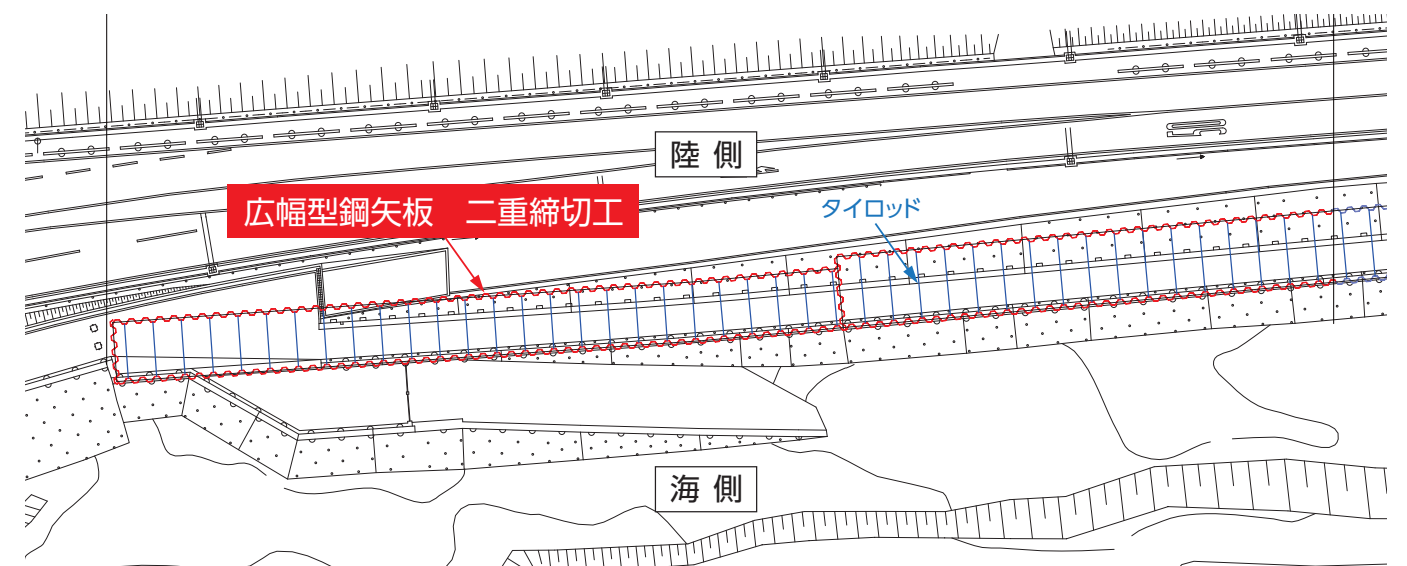 陸側
広幅型鋼矢板　二重締切工
タイロッド
海側